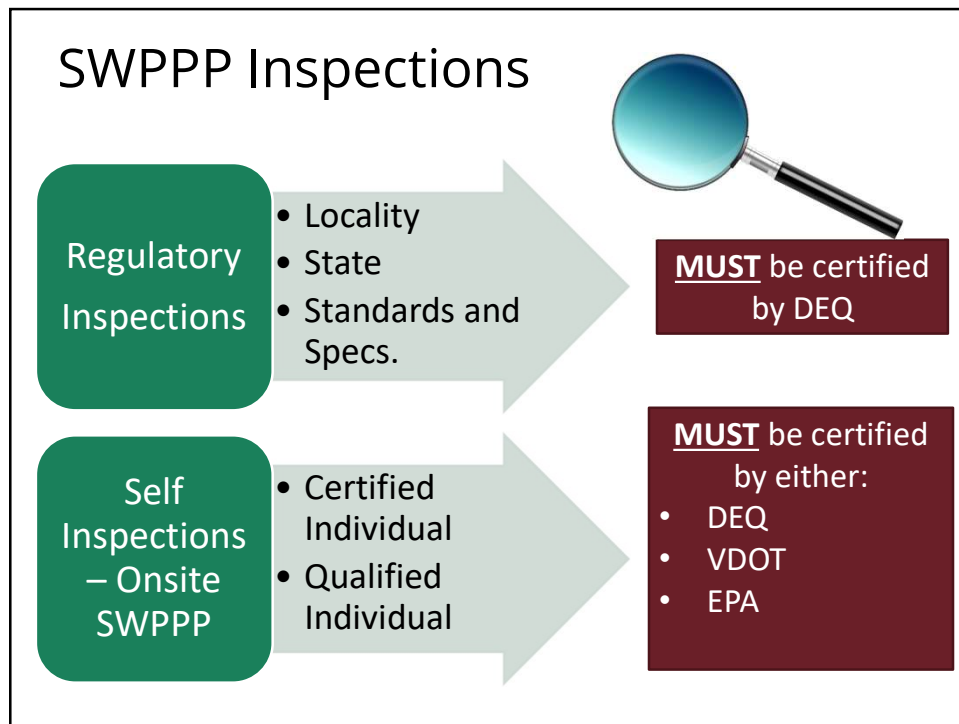 SWPPP Inspections
Regulatory
Inspections
• Locality
• State
• Standards and
Specs.
MUST be certified
by DEQ
Self
Inspections
– Onsite
SWPPP
• Certified
Individual
• Qualified
Individual
MUST be certified
by either:
• DEQ
• VDOT
• EPA